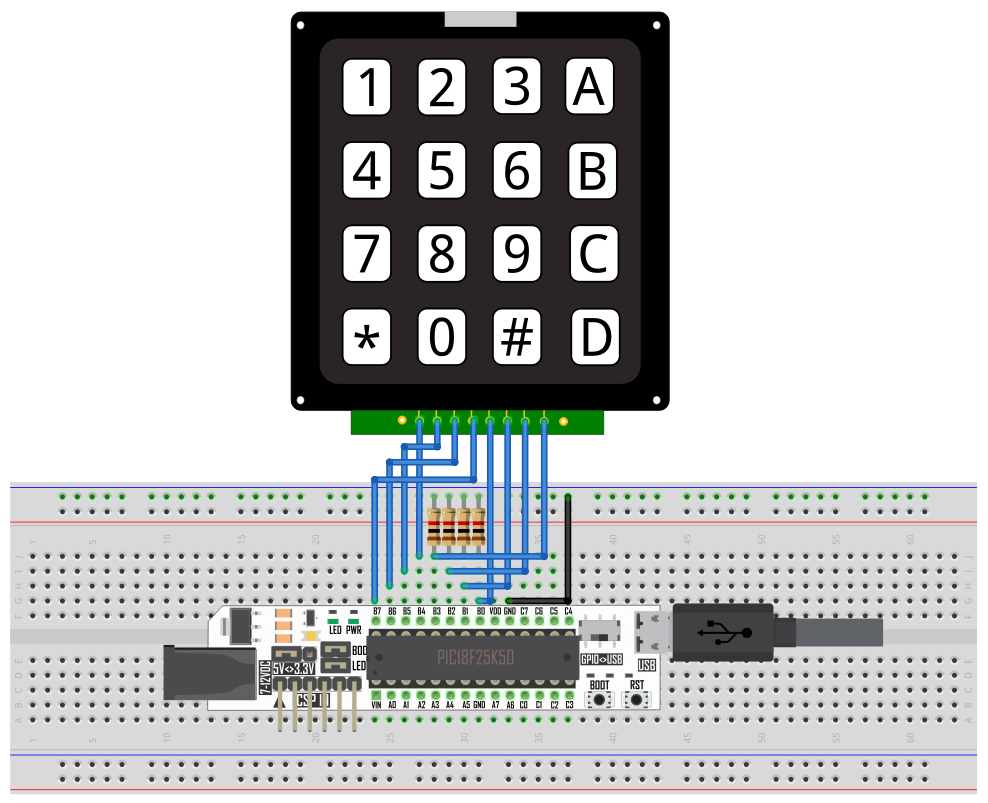 1 2 3 A
4 5 6 B
7 8 9 C
* 0 # D
1 5 10 15 20 35 40 45 50 55 60
J
I
H
G
F
B7 B6 B5 B4 B3 B2 B1 B0 VDD GND C7 C6 C5 C4
LED PWR
PIC18F25K50
BOO
LED
5V<>3.3V
7-12VDC
GPIO<>USB
USB
BOOT RST
VIN A0 A1 A2 A3 A4 A5 GND A7 A6 C0 C1 C2 C3
E
D
C
B
A
1 5 10 15 20 25 30 35 40 45 50 55 60